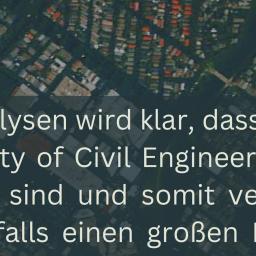 lysen wird klar, dass
ty of Civil Engineer
sind und somit ve
falls einen großen